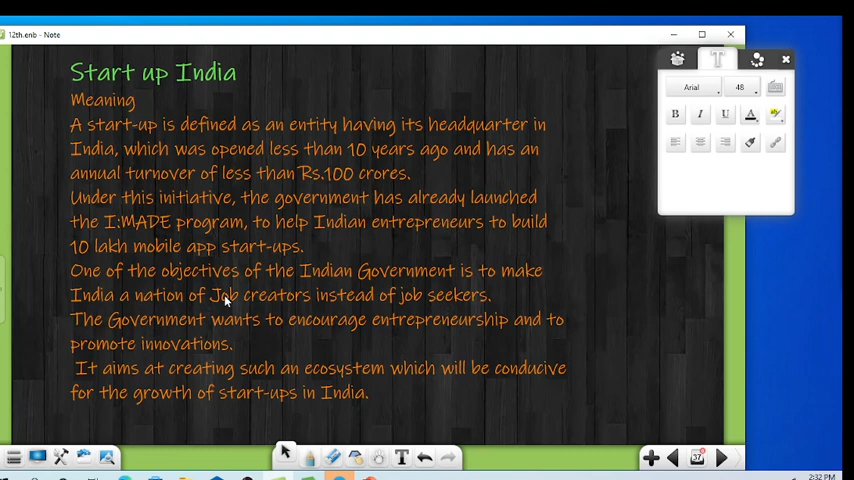 12th.enb - Note
Start up India
Meaning
A start-up is defined as an entity having its headquarter in
India, which was opened less than 10 years ago and has an
annual turnover of less than Rs.100 crores.
Under this initiative, the government has already launched
the I:MADE program, to help Indian entrepreneurs to build
10 lakh mobile app start-ups.
One of the objectives of the Indian Government is to make
India a nation of Job creators instead of job seekers.
The Government wants to encourage entrepreneurship and to
promote innovations.
It aims at creating such an ecosystem which will be conducive
for the growth of start-ups in India.
T
Arial 48
B I U A
T
37
2:32 PM